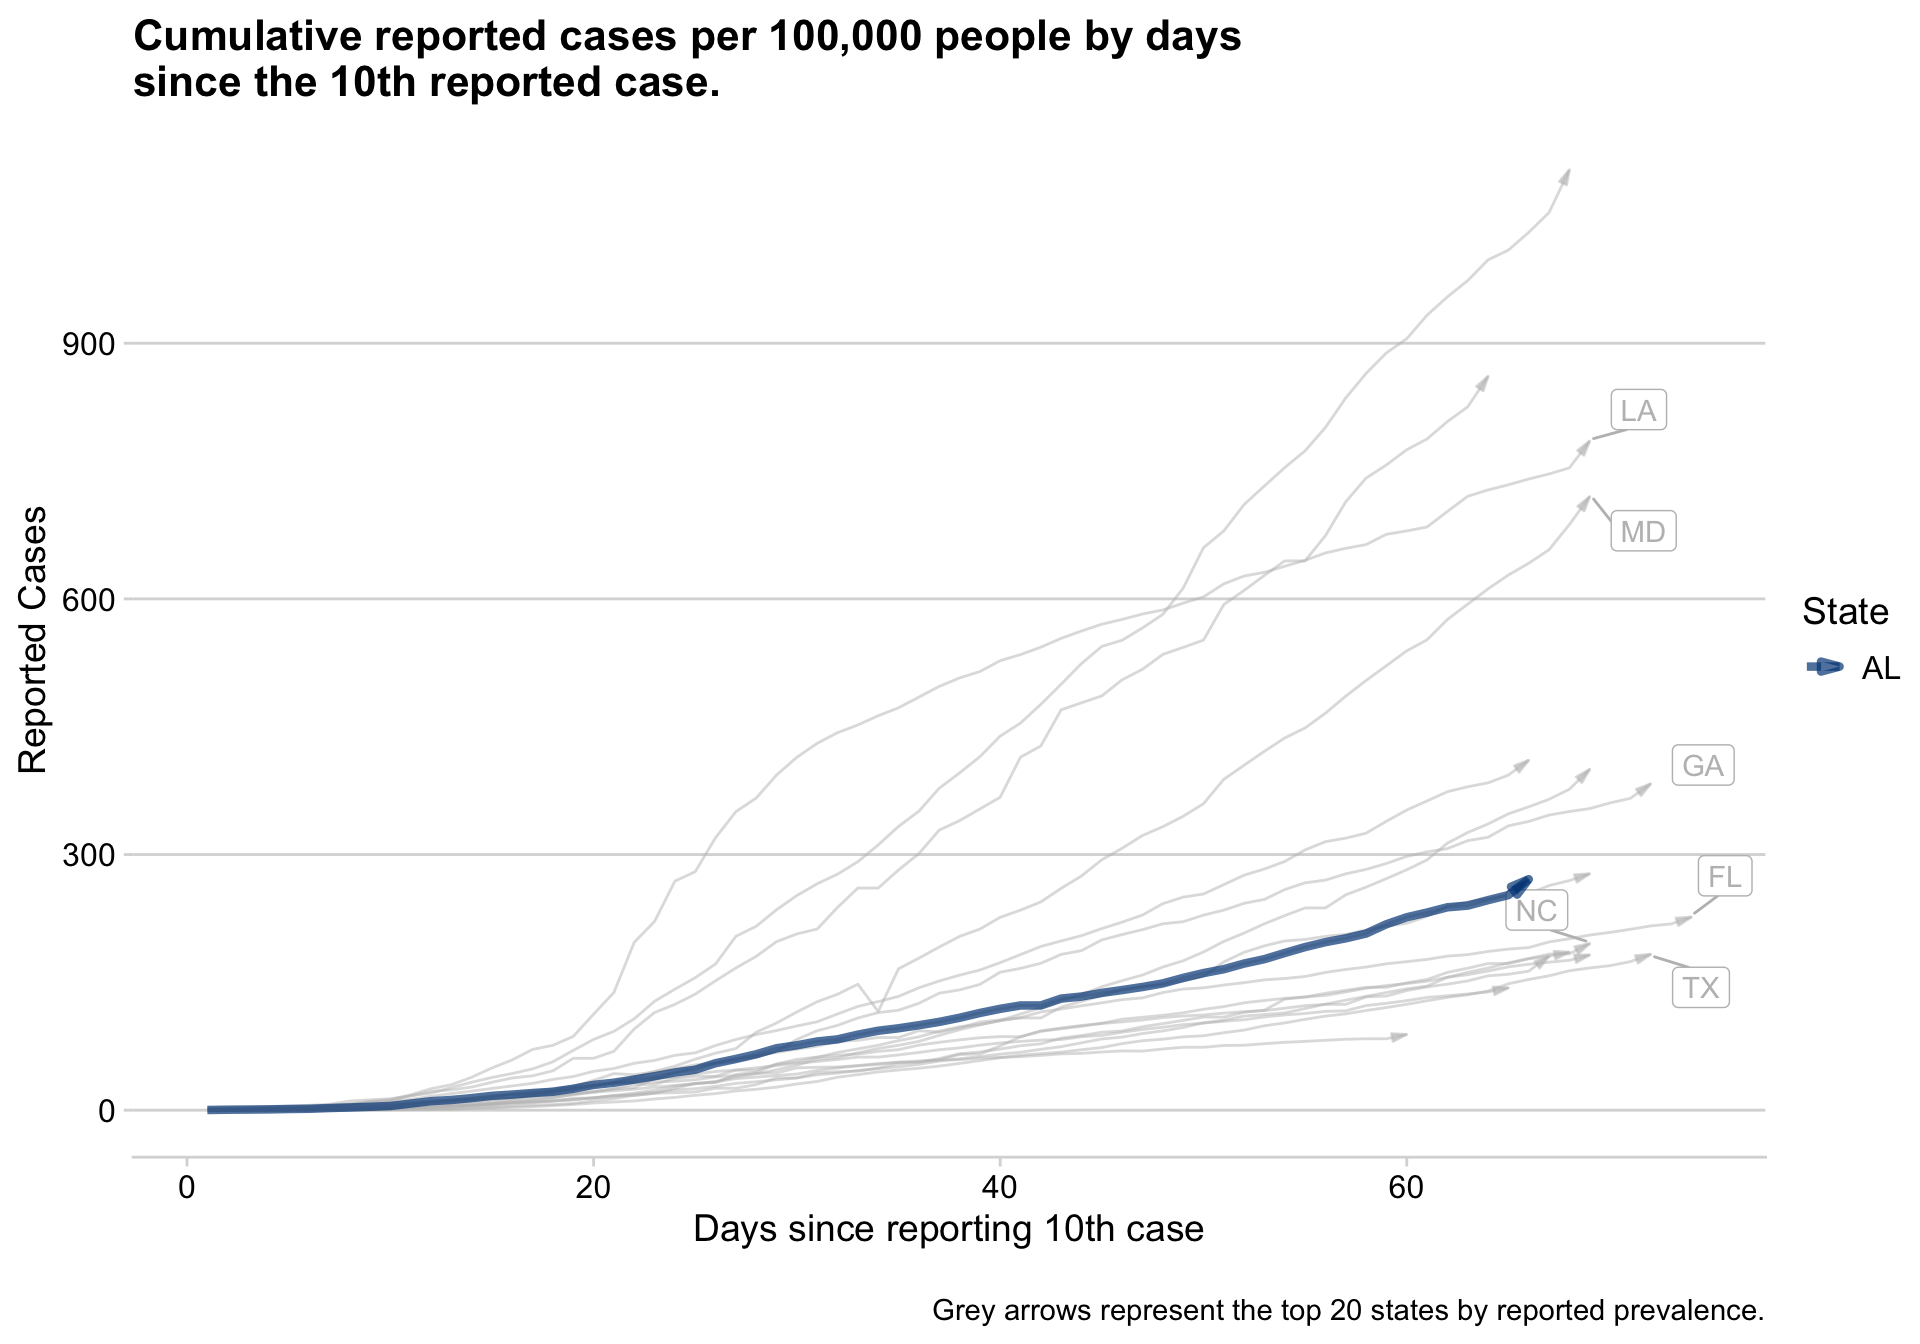 Cumulative reported cases per 100,000 people by days
since the 10th reported case.
Reported Cases
900
600
300
0
0
20
40
60
Days since reporting 10th case
LA
MD
GA
FL
NC
TX
State
AL
Grey arrows represent the top 20 states by reported prevalence.